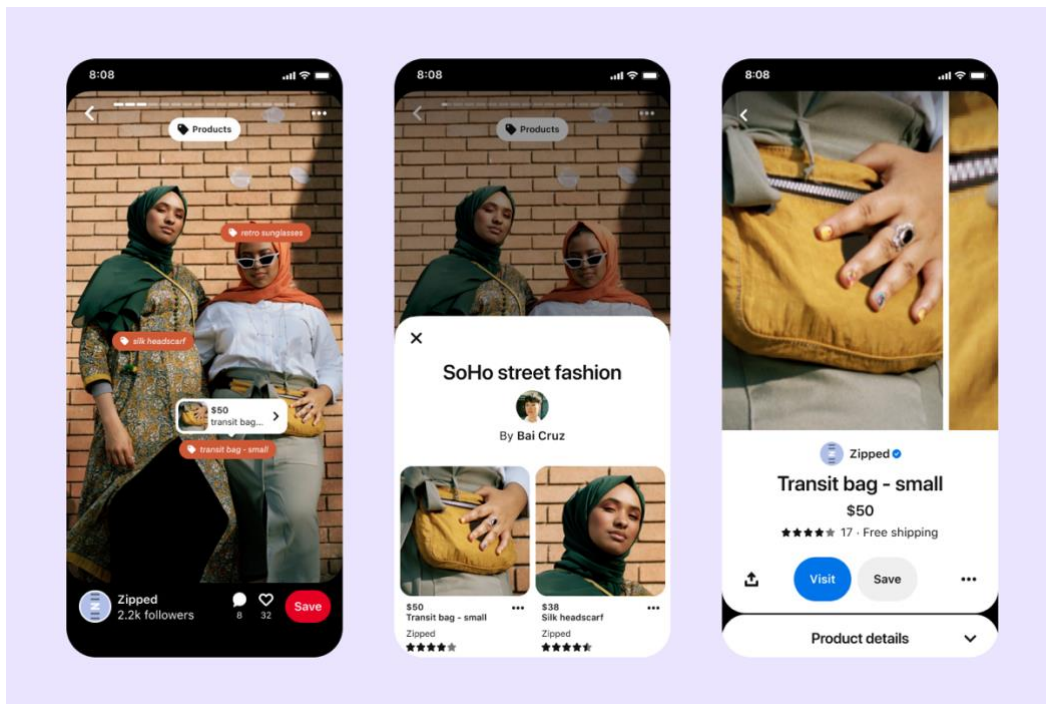 8:08
Products
retro sunglasses
silk headscarf
$50
transit bag...
transit bag - small
Zipped
2.2k followers
8
32
Save
8:08
Products
SoHo street fashion
By Bai Cruz
$50
Transit bag - small
Zipped
$38
Silk headscarf
Zipped
8:08
Zipped
Transit bag - small
$50
17 · Free shipping
Visit
Save
Product details